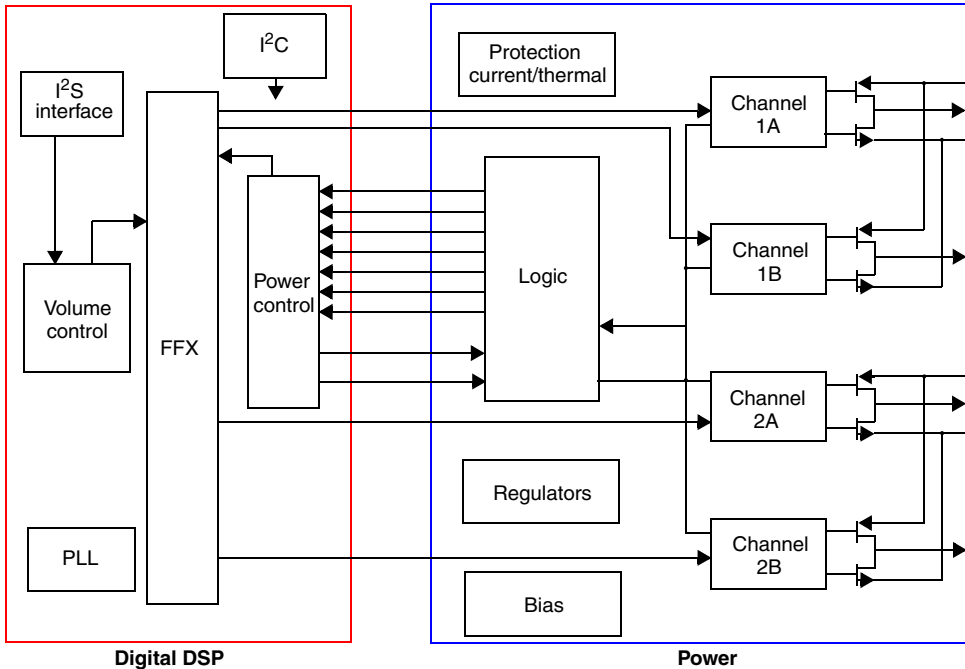 I²C
I²S
interface
Volume
control
FFX
Power
control
PLL
Digital DSP
Protection
current/thermal
Logic
Regulators
Bias
Channel
1A
Channel
1B
Channel
2A
Channel
2B
Power